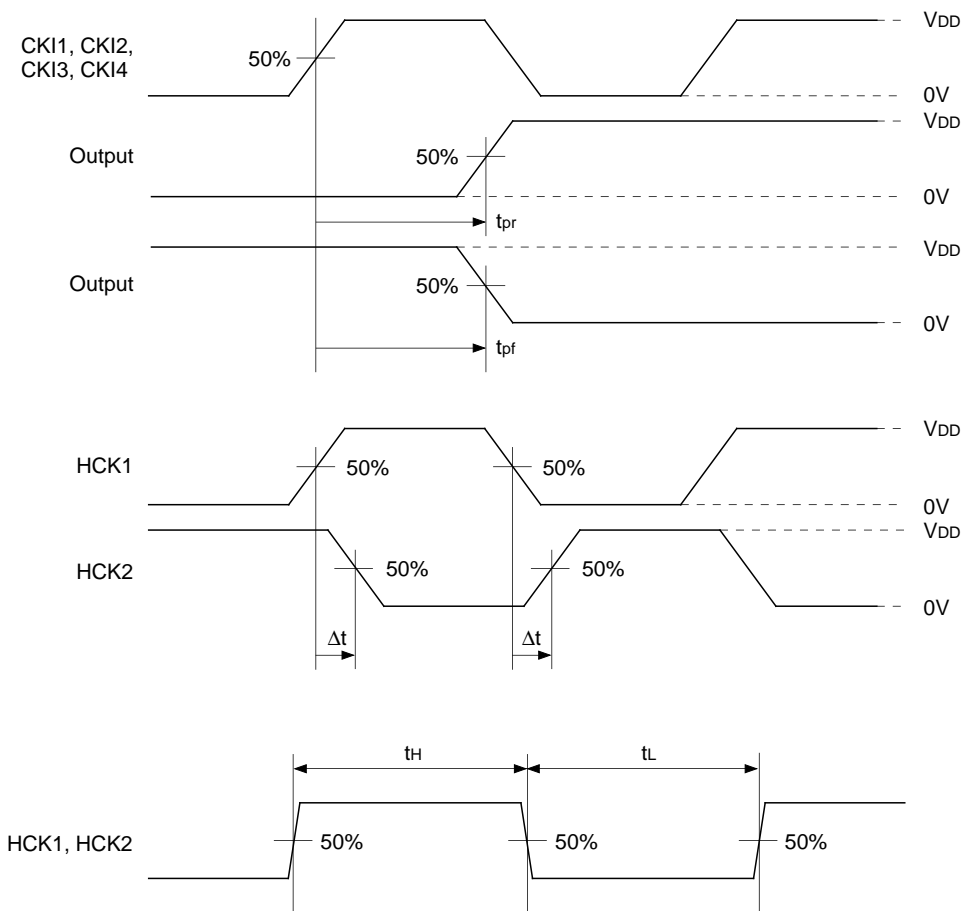 VDD
CKI1, CKI2,
CKI3, CKI4
50%
0V
VDD
Output
50%
0V
tpr
VDD
Output
50%
0V
tpf
VDD
HCK1
50%
50%
0V
VDD
HCK2
50%
50%
0V
Δt
Δt
tH
tL
HCK1, HCK2
50%
50%
50%